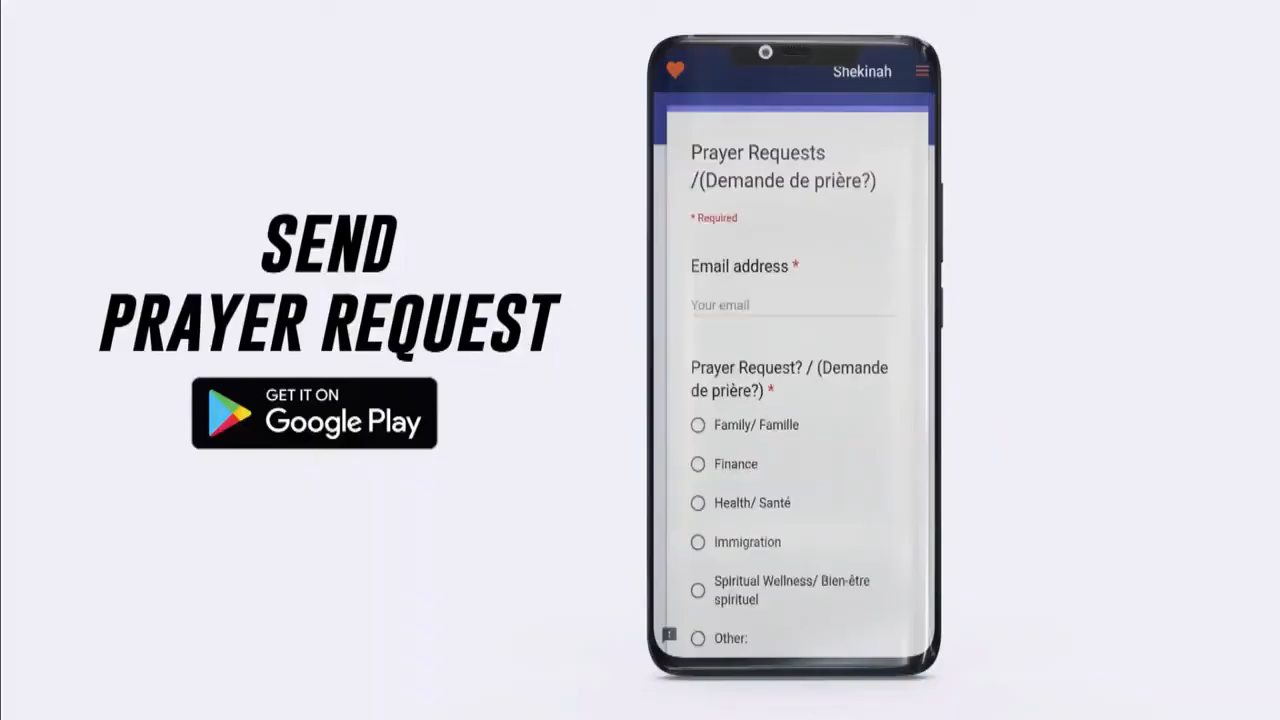 SEND
PRAYER REQUEST
GET IT ON
Google Play
Shekinah
Prayer Requests
/(Demande de prière?)
* Required
Email address *
Your email
Prayer Request? / (Demande
de prière?) *
Family/ Famille
Finance
Health/ Santé
Immigration
Spiritual Wellness/ Bien-être
spirituel
Other: